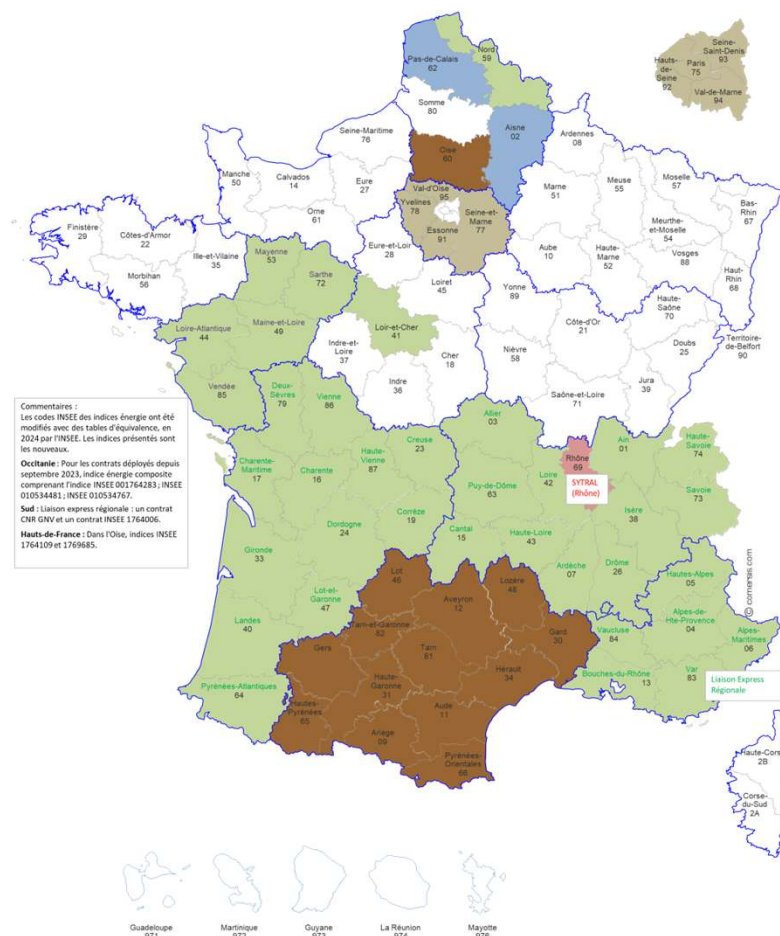 Pas-de-Calais
62
Nord
59
Seine-
Saint-Denis
93
Hauts-
de-
Seine
92
Paris
75
Val-de-Marne
94
Somme
80
Aisne
02
Ardennes
08
Seine-Maritime
76
Oise
60
Manche
50
Calvados
14
Eure
27
Val-d'Oise
95
Yvelines
78
Seine-et-
Marne
77
Essonne
91
Marne
51
Meuse
55
Moselle
57
Bas-
Rhin
67
Meurthe-
et-Moselle
54
Orne
61
Finistère
29
Côtes-d'Armor
22
Ille-et-Vilaine
35
Morbihan
56
Mayenne
53
Sarthe
72
Eure-et-Loir
28
Aube
10
Haute-
Marne
52
Vosges
88
Haut-
Rhin
68
Loiret
45
Yonne
89
Haute-
Saône
70
Territoire-
de-Belfort
90
Loire-Atlantique
44
Maine-et-Loire
49
Loir-et-Cher
41
Indre-et-
Loire
37
Cher
18
Nièvre
58
Côte-d'Or
21
Doubs
25
Jura
39
Vendée
85
Deux-
Sèvres
79
Vienne
86
Indre
36
Saône-et-Loire
71
Commentaires :
Les codes INSEE des indices énergie ont été
modifiés avec des tables d'équivalence, en
2024 par l'INSEE. Les indices présentés sont
les nouveaux.
Occitanie : Pour les contrats déployés depuis
septembre 2023, indice énergie composite
comprenant l'indice INSEE 001764283 ; INSEE
010534481 ; INSEE 010534767.
Sud : Liaison express régionale : un contrat
CNR GNV et un contrat INSEE 1764006.
Hauts-de-France : Dans l'Oise, indices INSEE
1764109 et 1769685.
Allier
03
Ain
01
Haute-
Savoie
74
Creuse
23
Charente-
Maritime
17
Charente
16
Haute-
Vienne
87
Puy-de-Dôme
63
Loire
42
Rhône
69
SYTRAL
(Rhône)
Savoie
73
Isère
38
Corrèze
19
Cantal
15
Haute-Loire
43
Dordogne
24
Gironde
33
Ardèche
07
Drôme
26
Hautes-Alpes
05
Lot
46
Lozère
48
Aveyron
12
Lot-et-
Garonne
47
Landes
40
Tarn-et-Garonne
82
Gard
30
Vaucluse
84
Alpes-de-
Hte-Provence
04
Alpes-
Maritimes
06
Gers
Tarn
81
Hérault
34
Bouches-du-Rhône
13
Var
83
Liaison Express
Régionale
Pyrénées-Atlantiques
64
Haute-
Garonne
31
Hautes-
Pyrénées
65
Aude
11
Ariège
09
Pyrénées-
Orientales
66
© comersis.com
Haute-Cors
2B
Corse-
du-Sud
2A
Guadeloupe
971
Martinique
972
Guyane
973
La Réunion
974
Mayotte
976